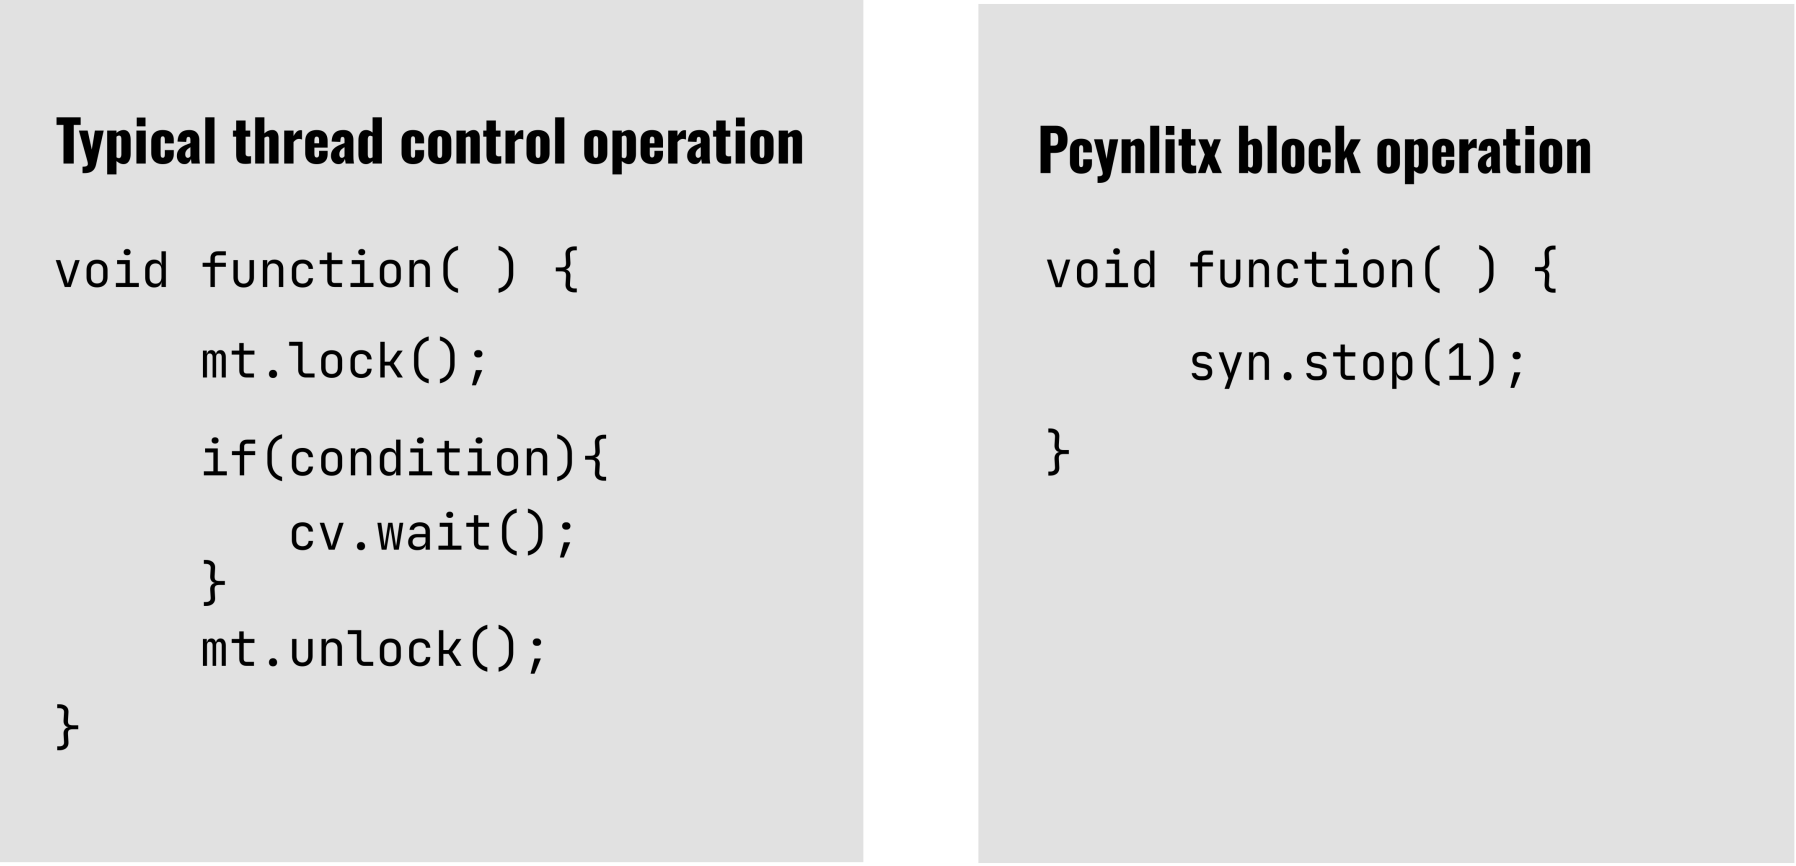 Typical thread control operation
void function( ) {
mt.lock();
if(condition){
cv.wait();
}
mt.unlock();
}
Pcynlitx block operation
void function( ) {
syn.stop(1);
}